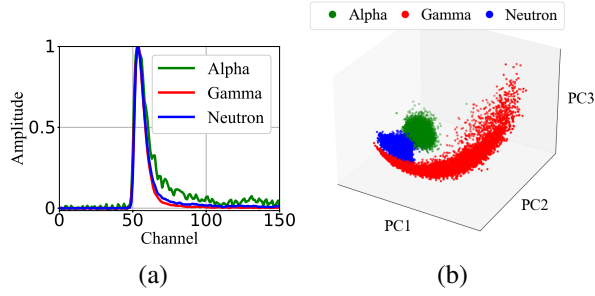 Alpha
Gamma
Neutron
1
0.5
0
Amplitude
0
50
100
150
Channel
(a)
Alpha Gamma Neutron
PC3
PC2
PC1
(b)